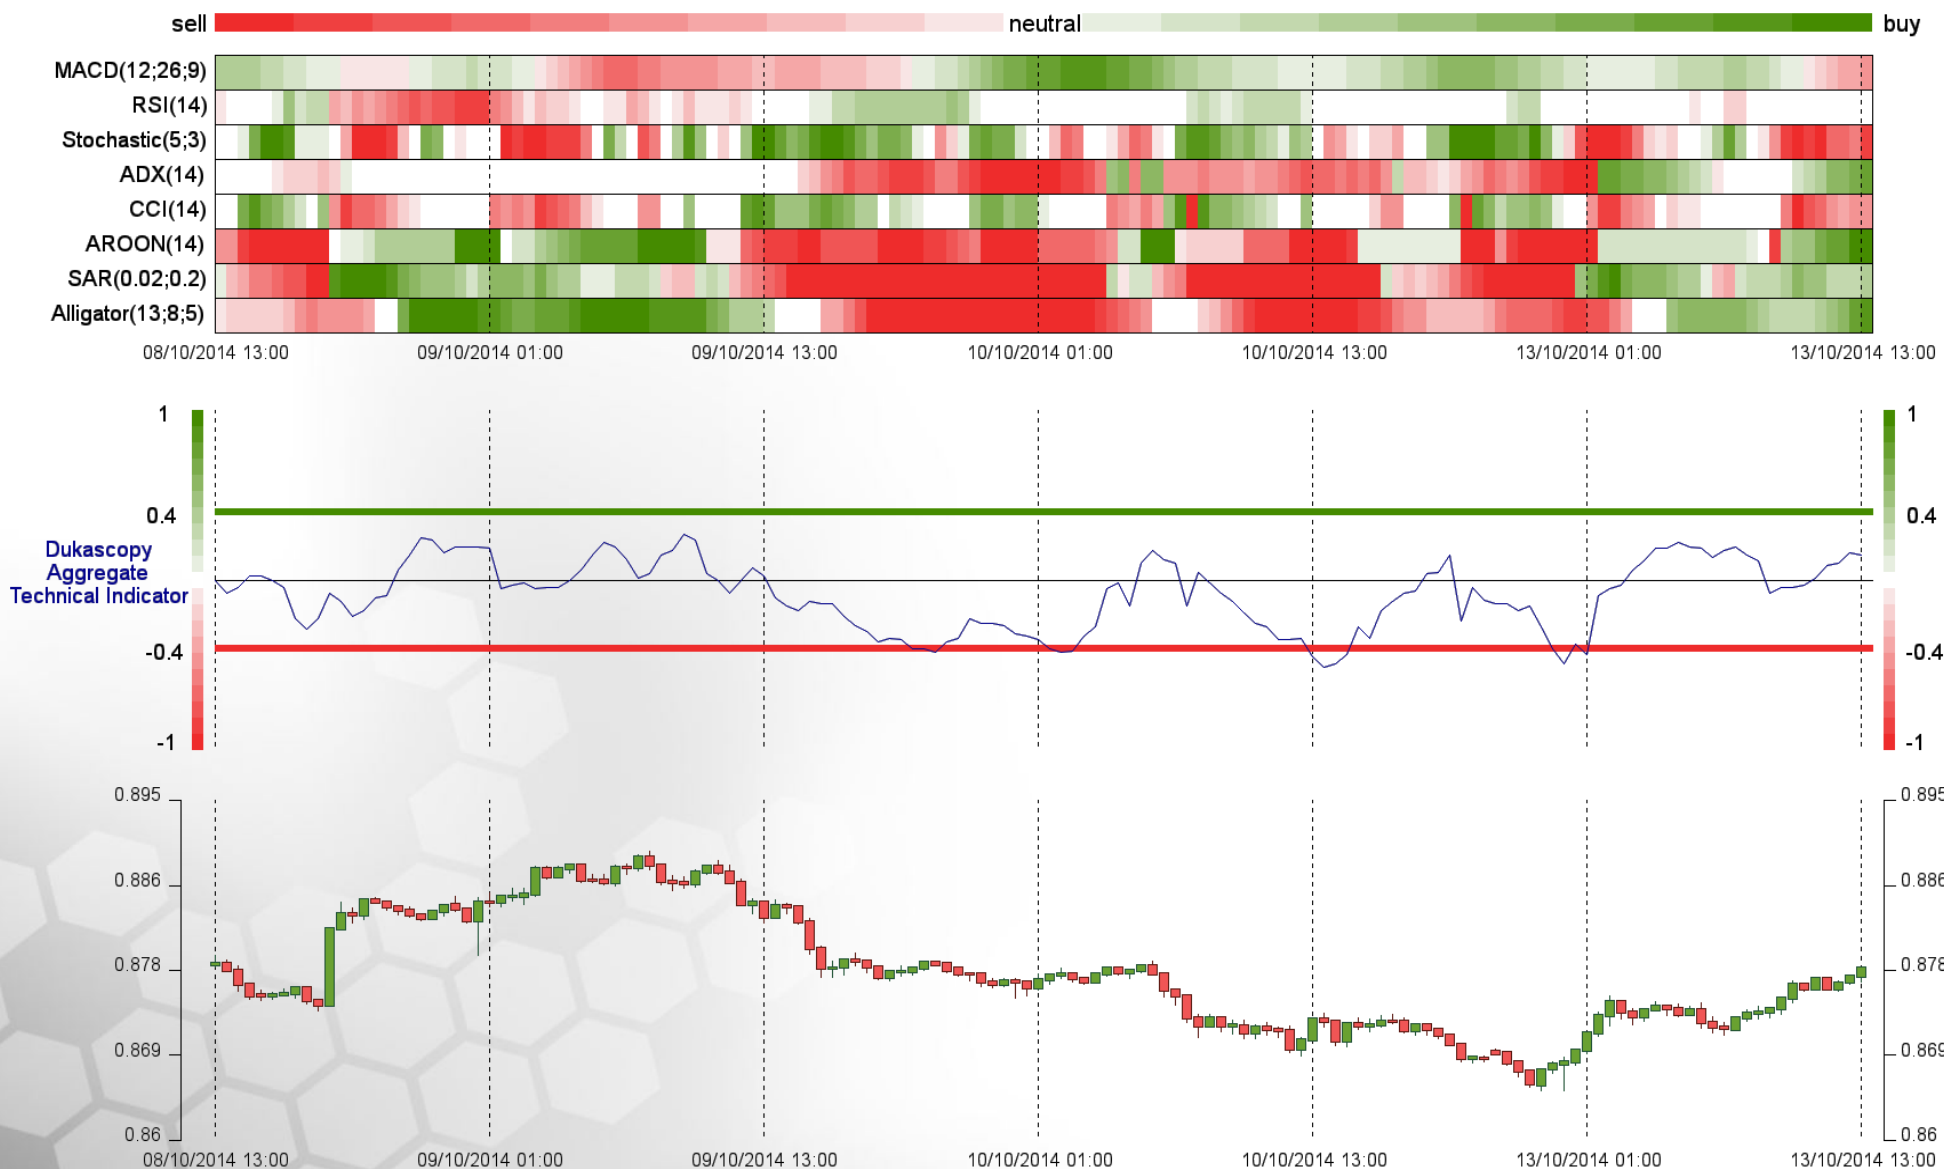 sell neutral buy
MACD(12;26;9)
RSI(14)
Stochastic(5;3)
ADX(14)
CCI(14)
AROON(14)
SAR(0.02;0.2)
Alligator(13;8;5)
08/10/2014 13:00 09/10/2014 01:00 09/10/2014 13:00 10/10/2014 01:00 10/10/2014 13:00 13/10/2014 01:00 13/10/2014 13:00
1 1
0.4 0.4
Dukascopy
Aggregate
Technical Indicator
-0.4 -0.4
-1 -1
0.895 0.895
0.886 0.886
0.878 0.878
0.869 0.869
0.86 0.86
08/10/2014 13:00 09/10/2014 01:00 09/10/2014 13:00 10/10/2014 01:00 10/10/2014 13:00 13/10/2014 01:00 13/10/2014 13:00